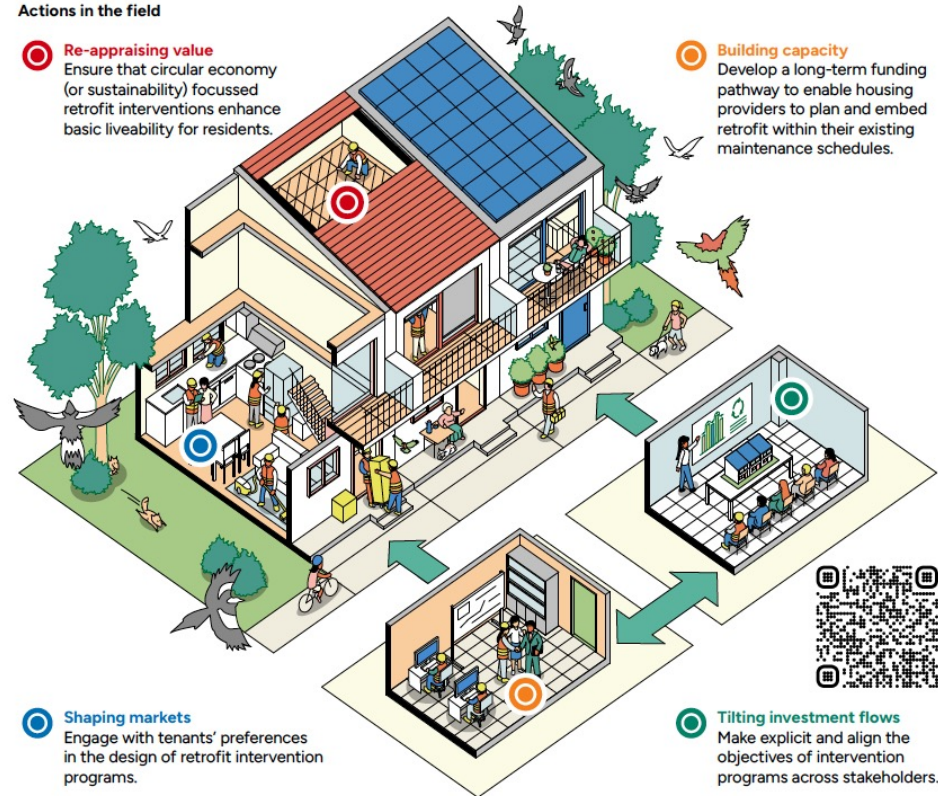 Actions in the field
Re-appraising value
Ensure that circular economy
(or sustainability) focussed
retrofit interventions enhance
basic liveability for residents.
Building capacity
Develop a long-term funding
pathway to enable housing
providers to plan and embed
retrofit within their existing
maintenance schedules.
Shaping markets
Engage with tenants’ preferences
in the design of retrofit intervention
programs.
Tilting investment flows
Make explicit and align the
objectives of intervention
programs across stakeholders.